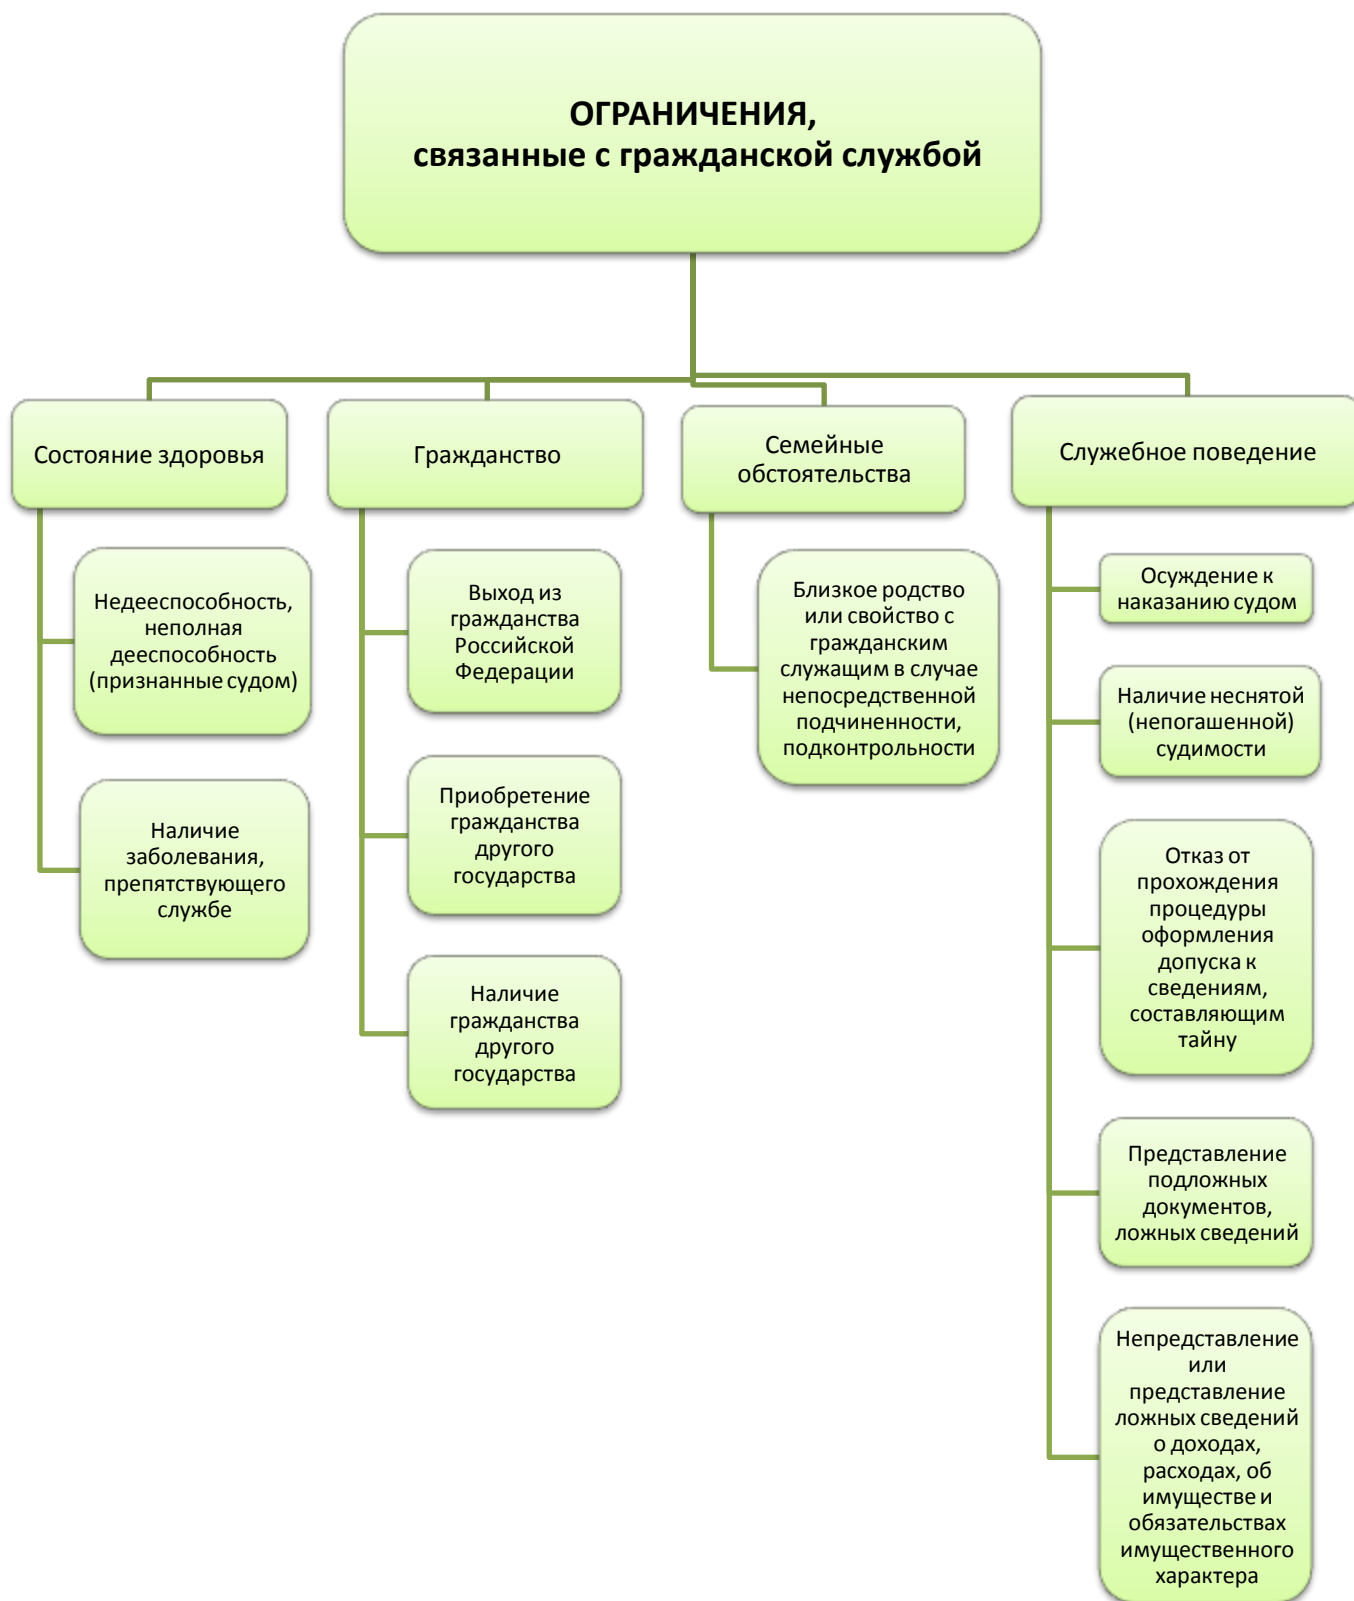 ОГРАНИЧЕНИЯ,
связанные с гражданской службой
Состояние здоровья
Недееспособность,
неполная
дееспособность
(признанные судом)
Наличие
заболевания,
препятствующего
службе
Гражданство
Выход из
гражданства
Российской
Федерации
Приобретение
гражданства
другого
государства
Наличие
гражданства
другого
государства
Семейные
обстоятельства
Близкое родство
или свойство с
гражданским
служащим в случае
непосредственной
подчиненности,
подконтрольности
Служебное поведение
Осуждение к
наказанию судом
Наличие неснятой
(непогашенной)
судимости
Отказ от
прохождения
процедуры
оформления
допуска к
сведениям,
составляющим
тайну
Представление
подложных
документов,
ложных сведений
Непредставление
или
представление
ложных сведений
о доходах,
расходах, об
имуществе и
обязательствах
имущественного
характера